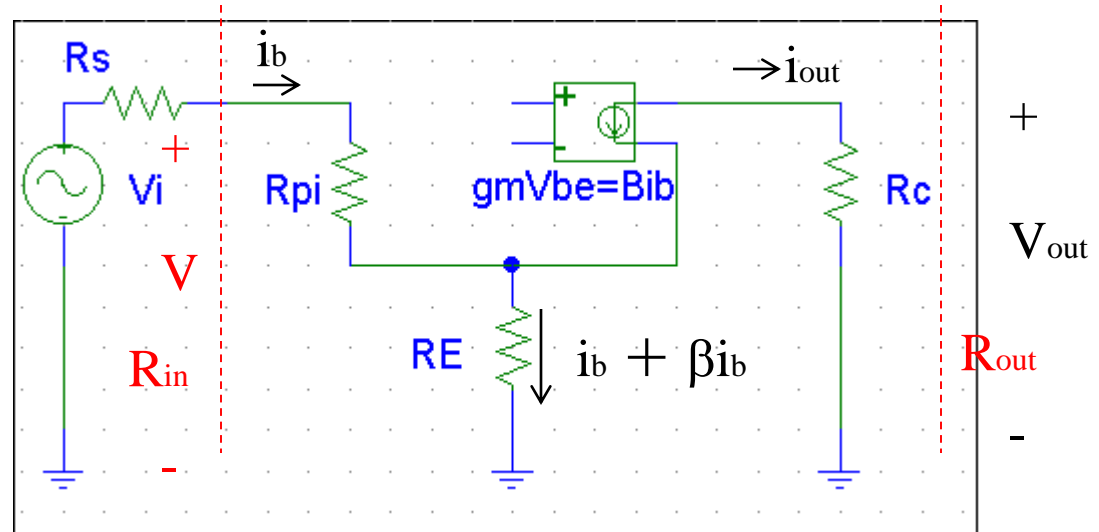 Rs
ib
iout
+
+
-
+
Vi
+
-
Rpi
gmVbe=Bib
Rc
V
Vout
Rin
RE
ib + βib
Rout
-
-